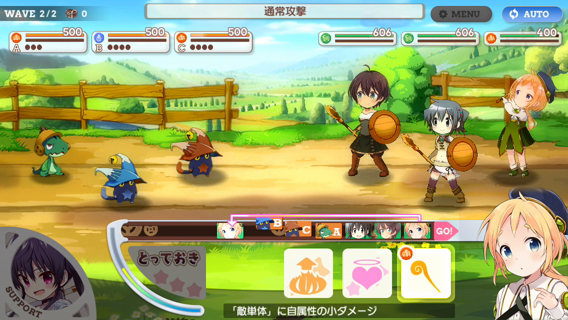 WAVE 2/2 0
通常攻撃
MENU
AUTO
500 500 500
A B C
606 606 400
B C A GO!
とっておき
SUPPORT
「敵単体」に自属性の小ダメージ